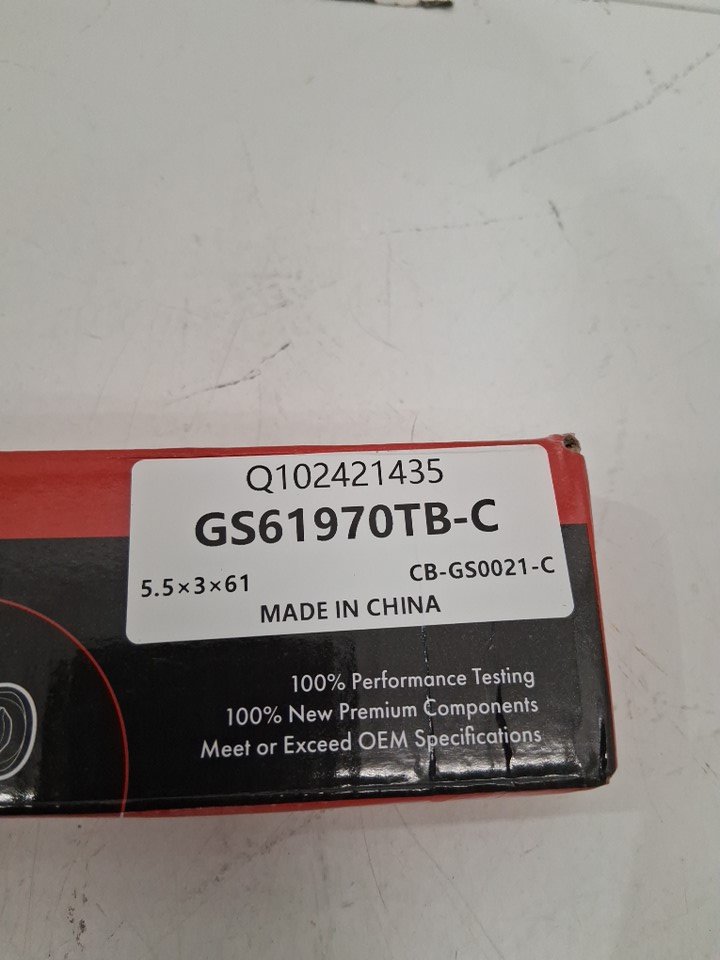 Q102421435
GS61970TB-C
5.5×3×61 CB-GS0021-C
MADE IN CHINA
100% Performance Testing
100% New Premium Components
Meet or Exceed OEM Specifications